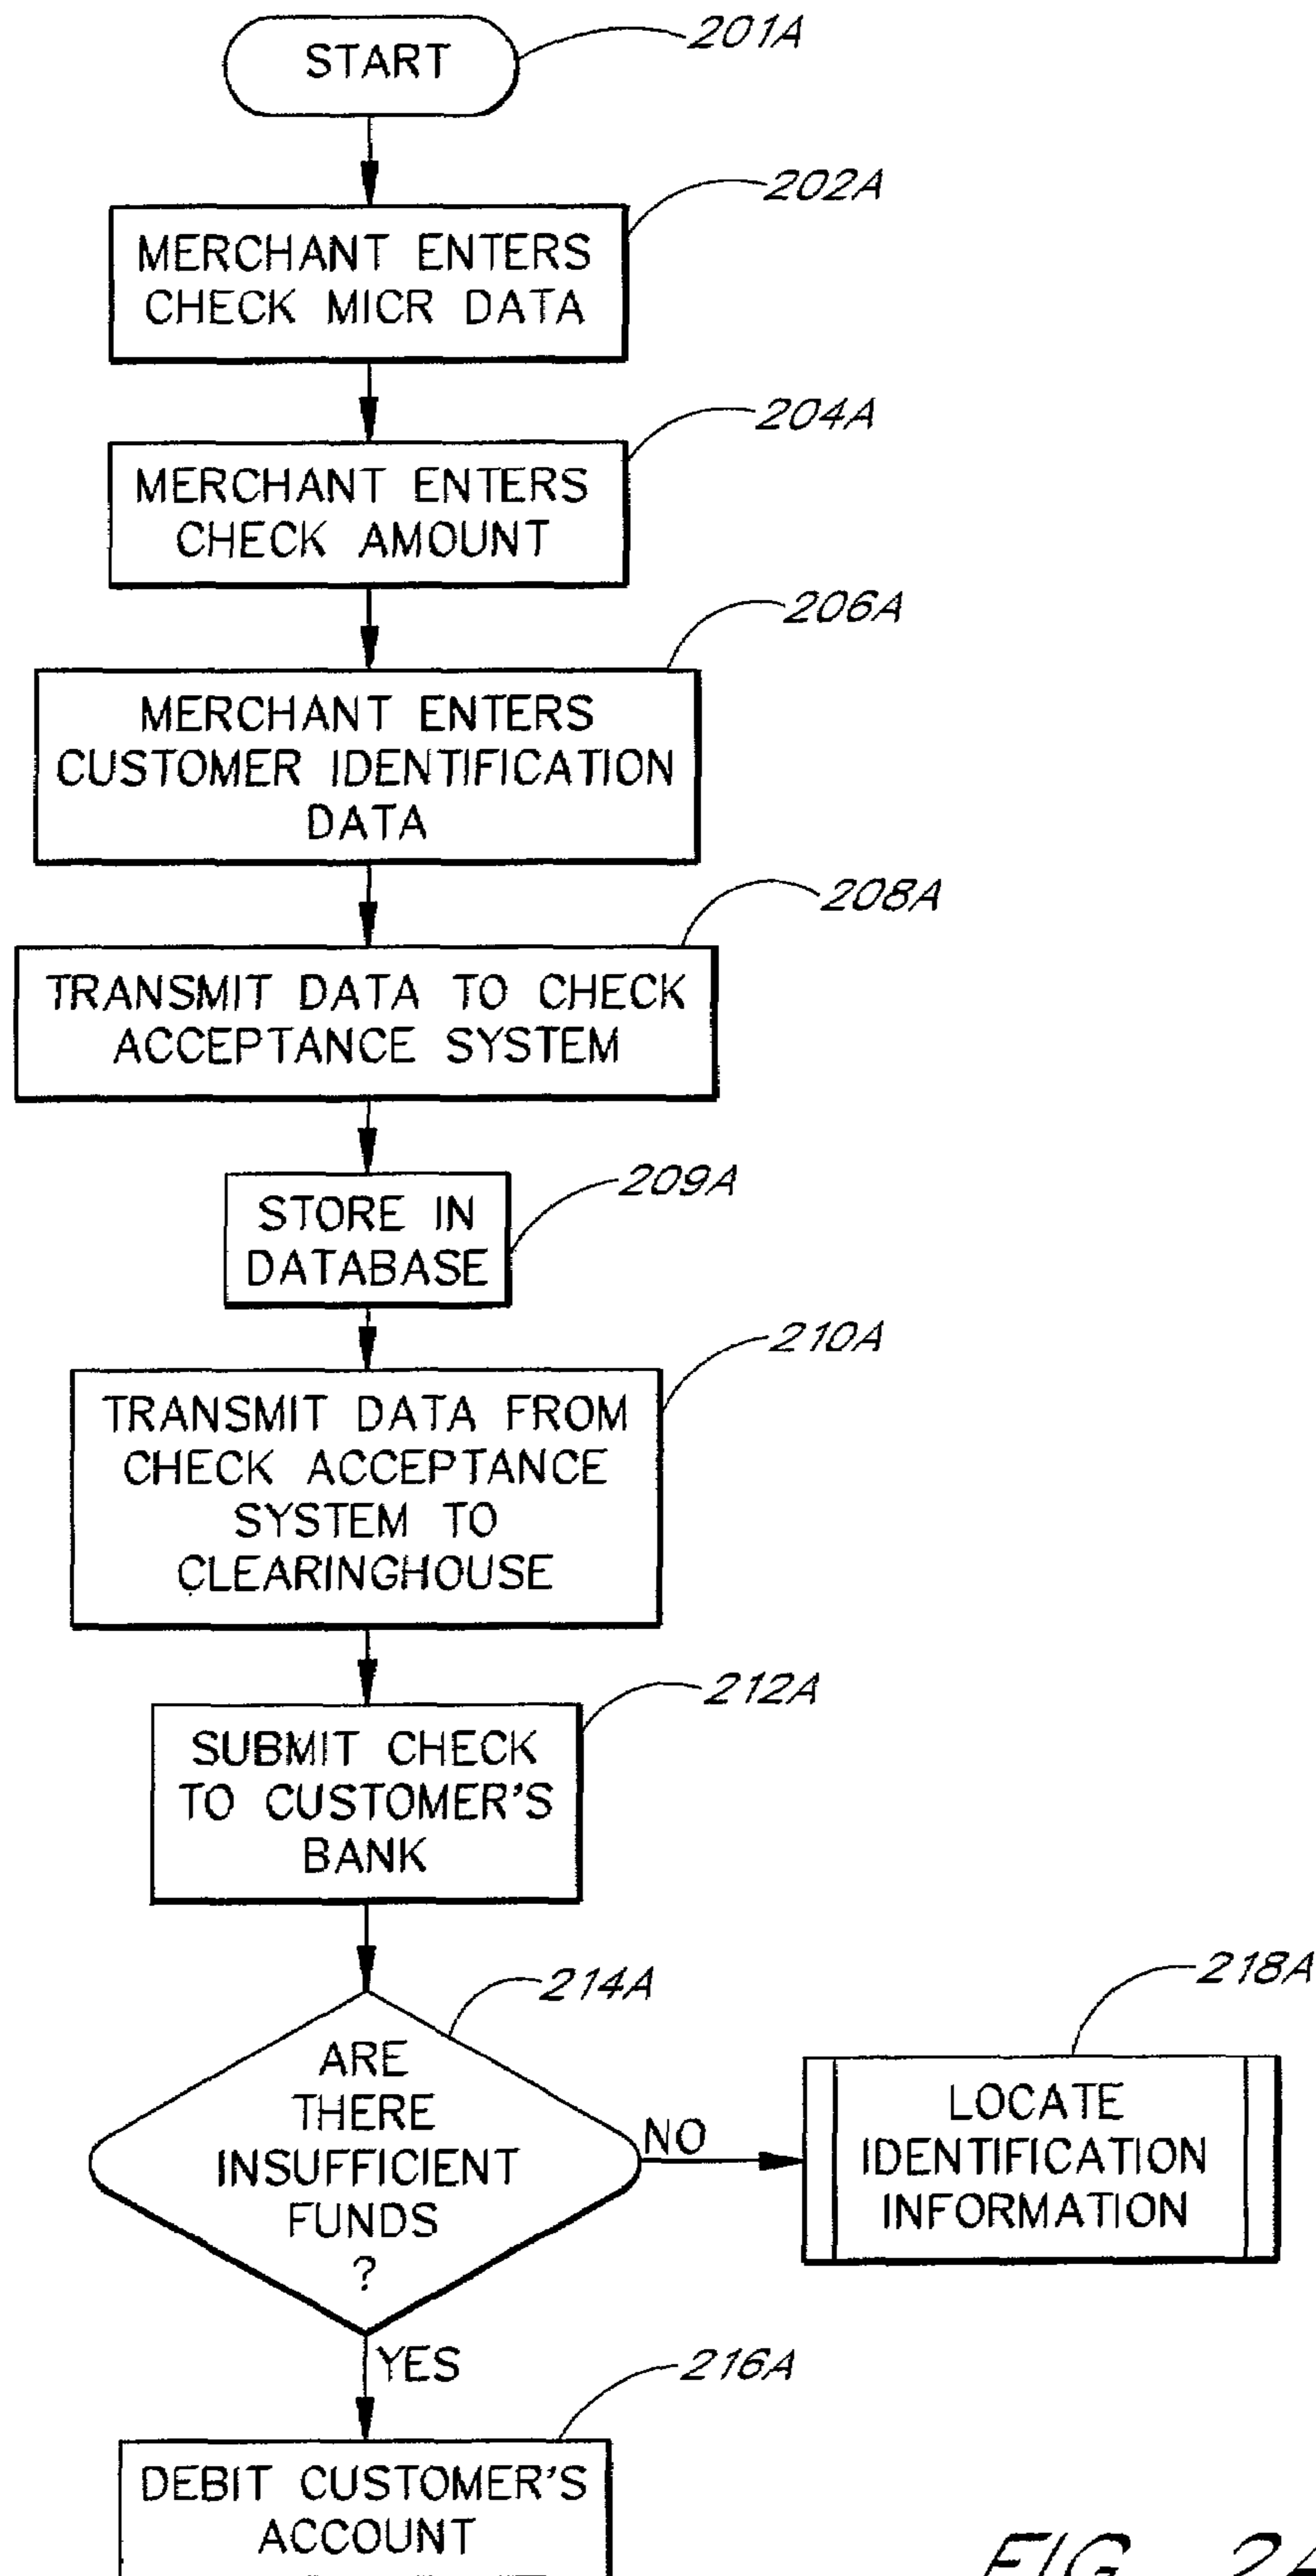 START
201A
202A
MERCHANT ENTERS
CHECK MICR DATA
204A
MERCHANT ENTERS
CHECK AMOUNT
206A
MERCHANT ENTERS
CUSTOMER IDENTIFICATION
DATA
208A
TRANSMIT DATA TO CHECK
ACCEPTANCE SYSTEM
209A
STORE IN
DATABASE
210A
TRANSMIT DATA FROM
CHECK ACCEPTANCE
SYSTEM TO
CLEARINGHOUSE
212A
SUBMIT CHECK
TO CUSTOMER'S
BANK
214A
ARE
THERE
INSUFFICIENT
FUNDS
?
NO
218A
LOCATE
IDENTIFICATION
INFORMATION
YES
216A
DEBIT CUSTOMER'S
ACCOUNT
FIG. 2A